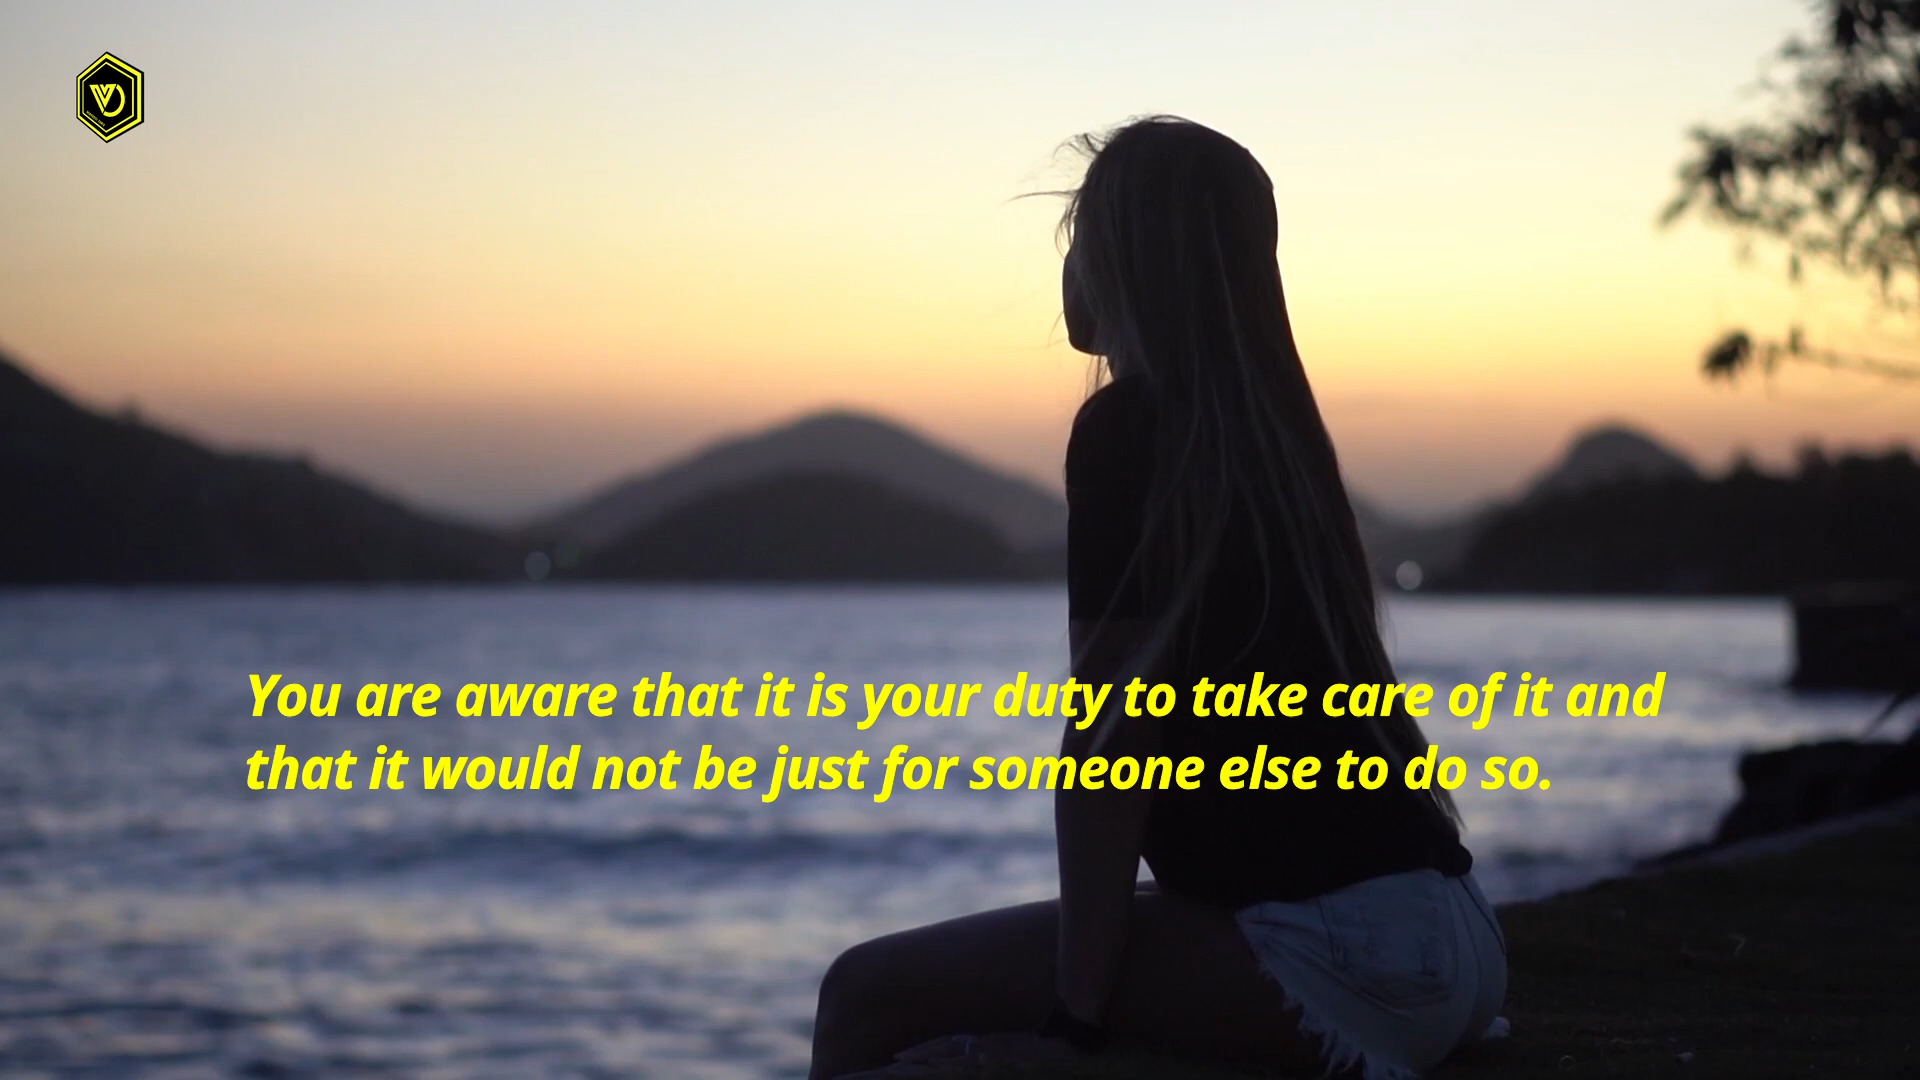 You are aware that it is your duty to take care of it and
that it would not be just for someone else to do so.